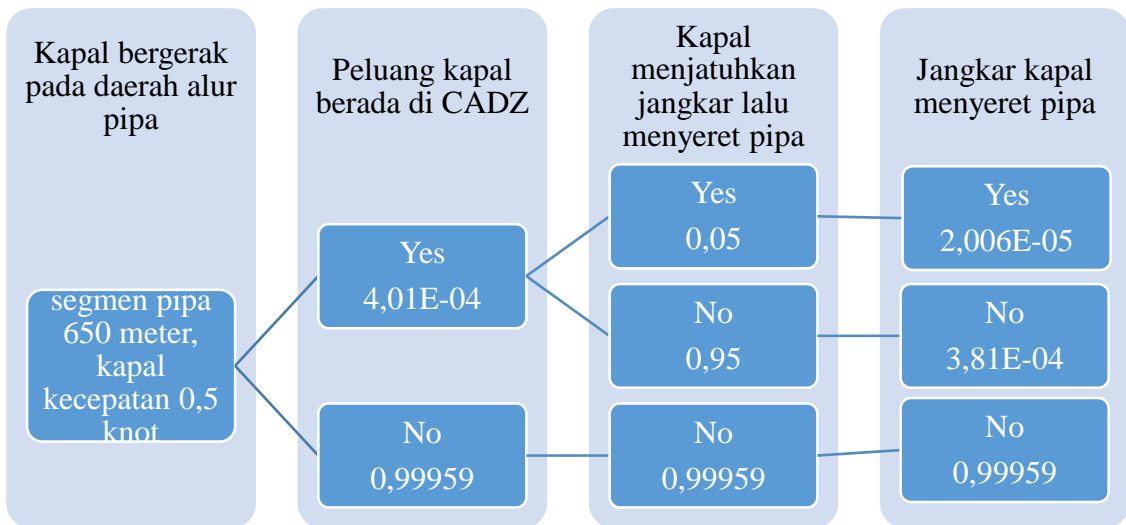 Kapal bergerak
pada daerah alur
pipa
segmen pipa
650 meter,
kapal
kecepatan 0,5
knot
Peluang kapal
berada di CADZ
Yes
4,01E-04
No
0,99959
Kapal
menjatuhkan
jangkar lalu
menyeret pipa
Yes
0,05
No
0,95
No
0,99959
Jangkar kapal
menyeret pipa
Yes
2,006E-05
No
3,81E-04
No
0,99959